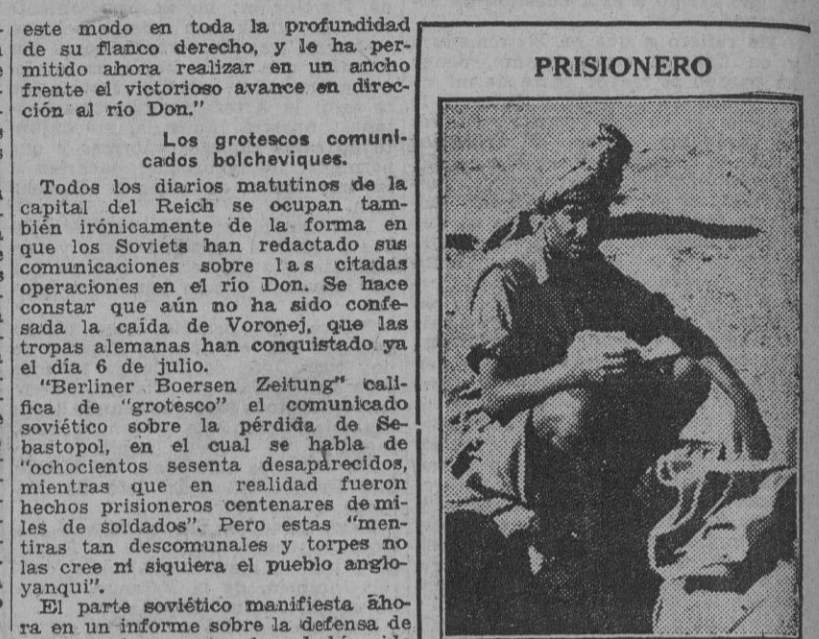 este modo en toda la profundidad
de su flanco derecho, y le ha per-
mitido ahora realizar en un ancho
frente el victorioso avance en direc-
ción al río Don."
Los grotescos comuni-
cados bolcheviques.
Todos los diarios matutinos de la
capital del Reich se ocupan tam-
bién irónicamente de la forma en
que los Soviets han redactado sus
comunicaciones sobre las citadas
operaciones en el río Don. Se hace
constar que aún no ha sido confe-
sada la caída de Voronej, que las
tropas alemanas han conquistado ya
el día 6 de julio.
"Berliner Boersen Zeitung" cali-
fica de "grotesco" el comunicado
soviético sobre la pérdida de Se-
bastopol, en el cual se habla de
"ochocientos sesenta desaparecidos,
mientras que en realidad fueron
hechos prisioneros centenares de mi-
les de soldados". Pero estas "men-
tiras tan descomunales y torpes no
las cree ni siquiera el pueblo anglo-
yanqui".
El parte soviético manifiesta aho-
ra en un informe sobre la defensa de
PRISIONERO